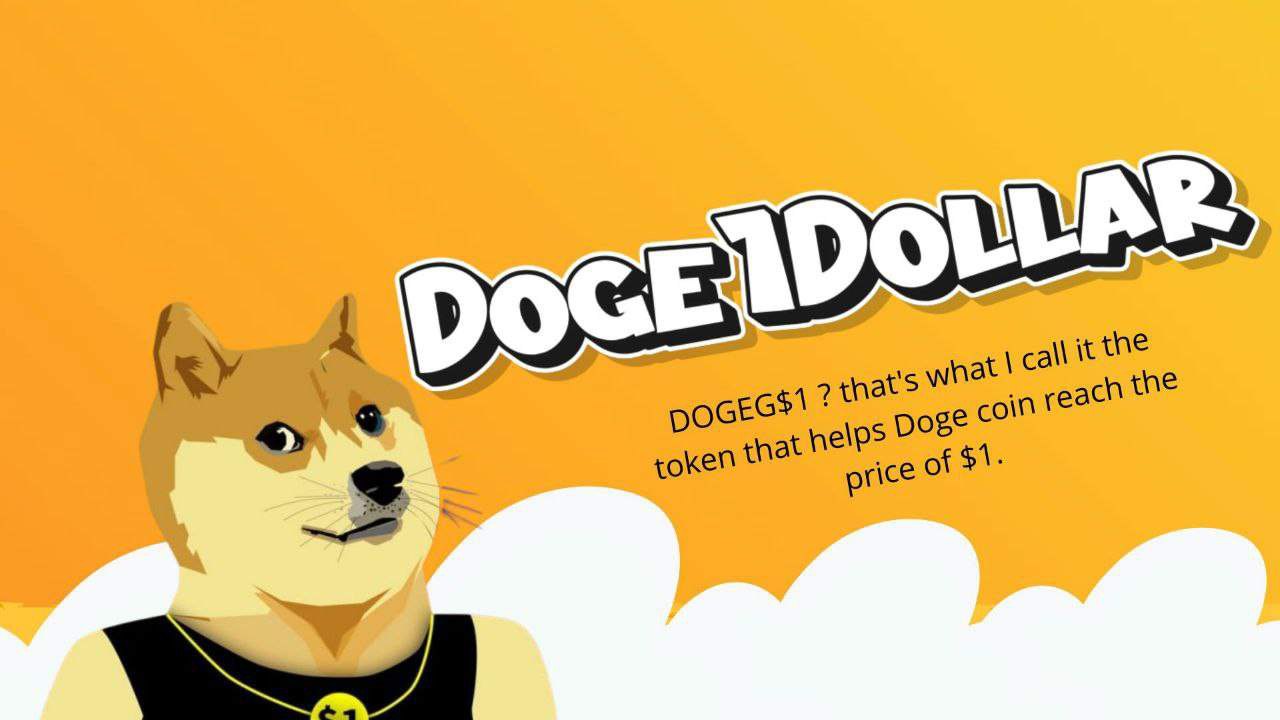 DOGE 1DOLLAR
DOGEG$1 ? that's what I call it the
token that helps Doge coin reach the
price of $1.
$1